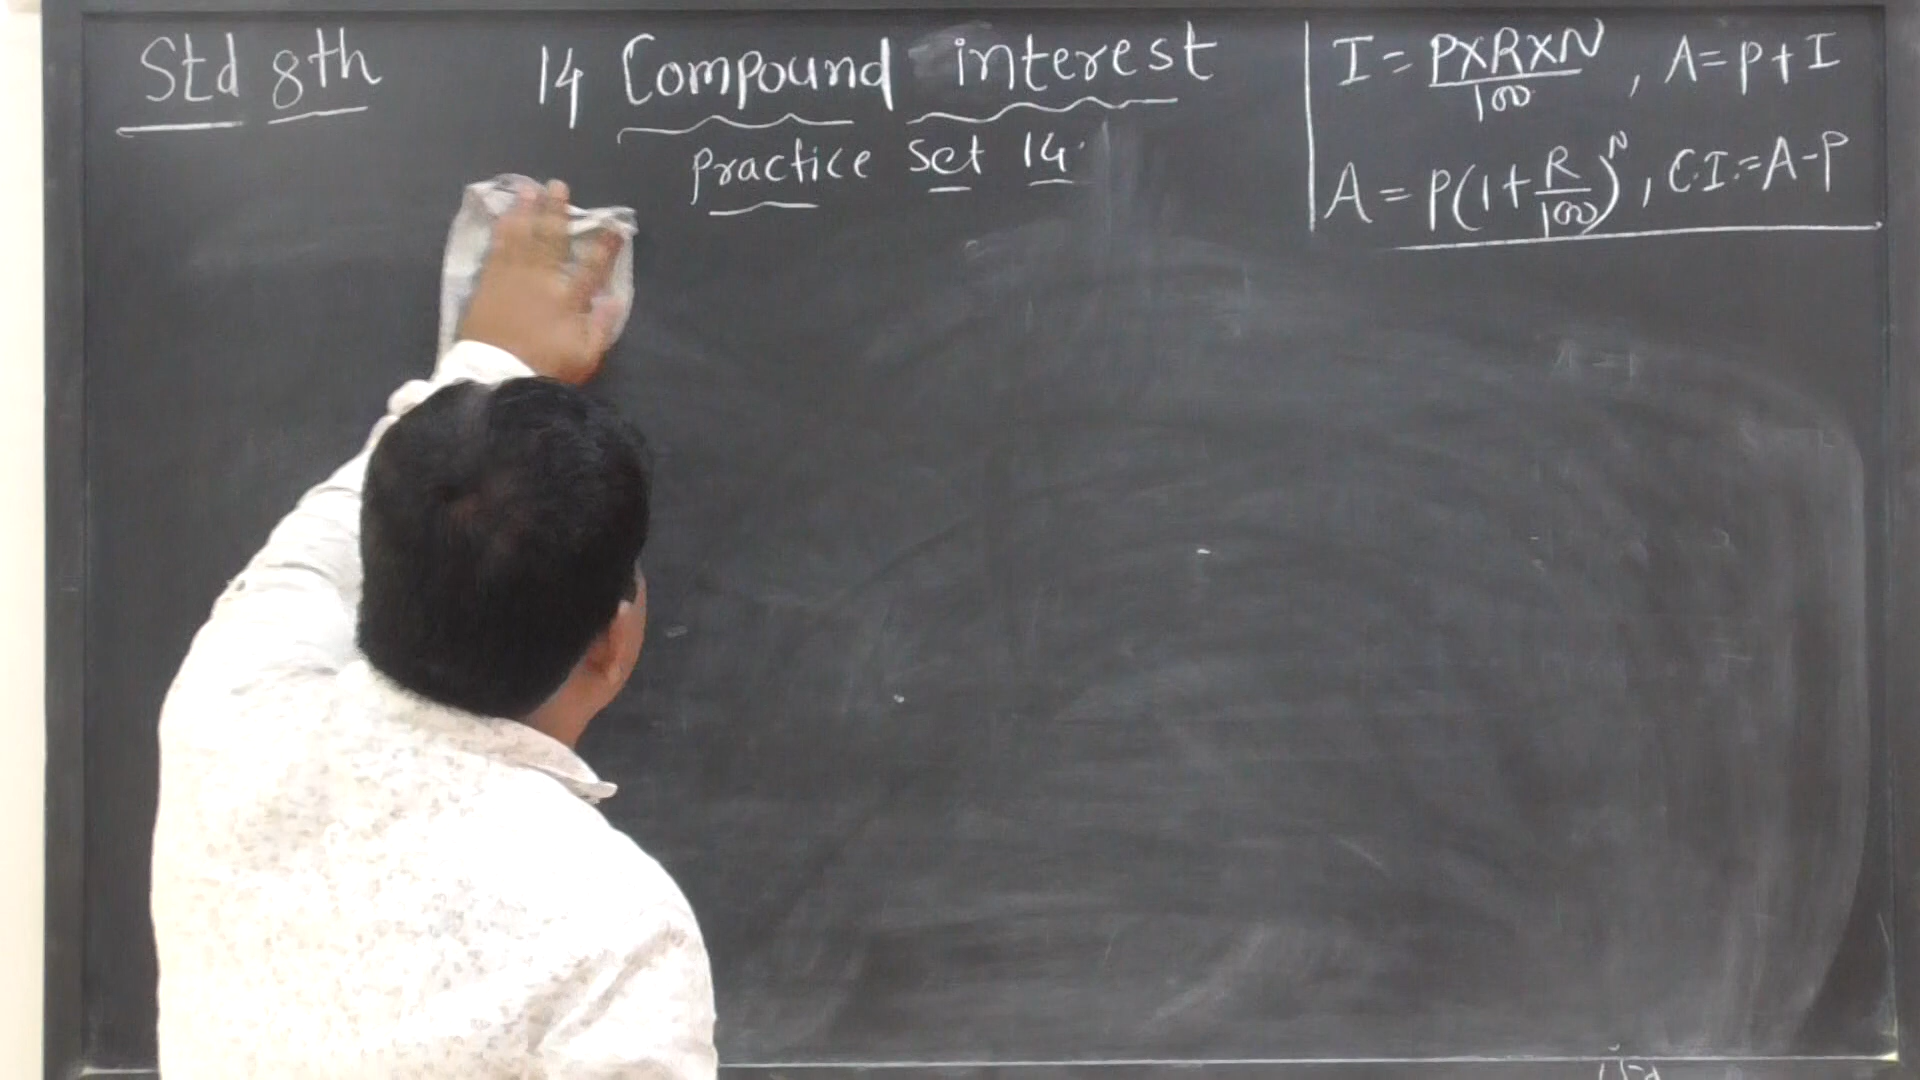 Std 8th
14 Compound interest
practice set 14.
I = P×R×N/100 , A = P + I
A = P(1+R/100)^N , C.I. = A-P